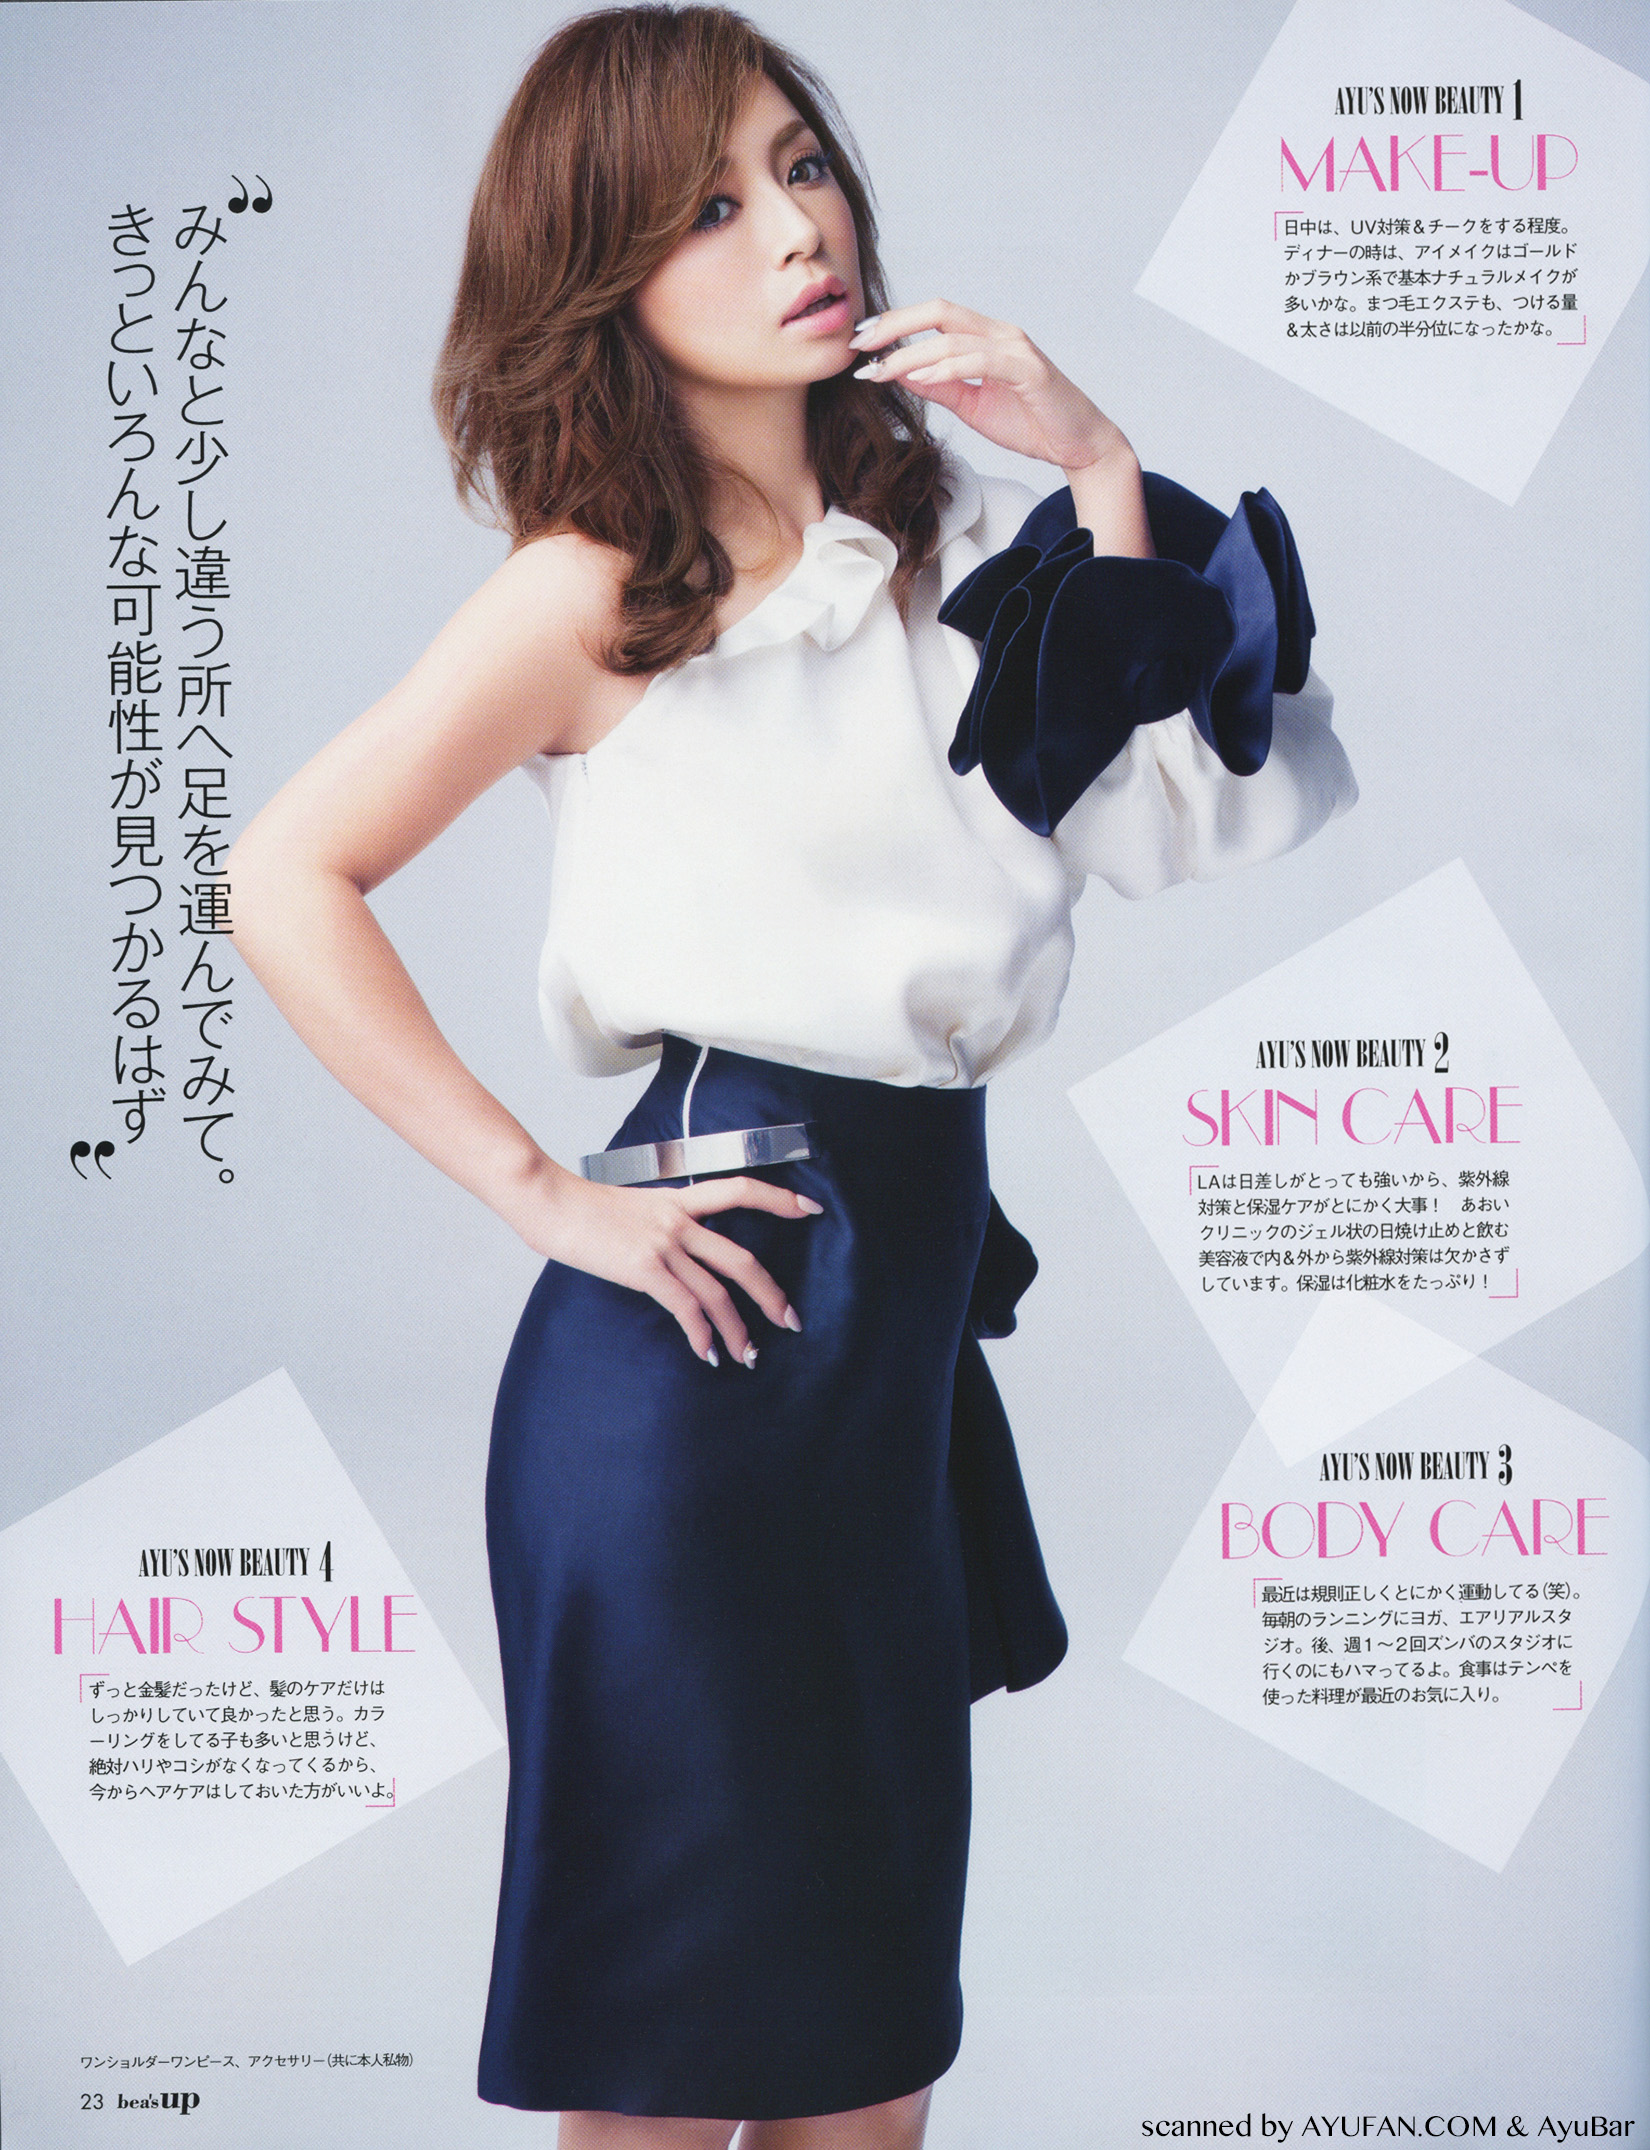 みんなと少し違う所へ足を運んでみて。
きっといろんな可能性が見つかるはず
AYU'S NOW BEAUTY 1
MAKE-UP
「日中は、UV対策&チークをする程度。
ディナーの時は、アイメイクはゴールド
かブラウン系で基本ナチュラルメイクが
多いかな。まつ毛エクステも、つける量
&太さは以前の半分位になったかな。」
AYU'S NOW BEAUTY 2
SKIN CARE
「LAは日差しがとっても強いから、紫外線
対策と保湿ケアがとにかく大事! あおい
クリニックのジェル状の日焼け止めと飲む
美容液で内&外から紫外線対策は欠かさず
しています。保湿は化粧水をたっぷり!」
AYU'S NOW BEAUTY 3
BODY CARE
「最近は規則正しくとにかく運動してる(笑)。
毎朝のランニングにヨガ、エアリアルスタ
ジオ。後、週1〜2回ズンバのスタジオに
行くのにもハマってるよ。食事はテンペを
使った料理が最近のお気に入り。」
AYU'S NOW BEAUTY 4
HAIR STYLE
「ずっと金髪だったけど、髪のケアだけは
しっかりしていて良かったと思う。カラ
ーリングをしてる子も多いと思うけど、
絶対ハリやコシがなくなってくるから、
今からヘアケアはしておいた方がいいよ。」
ワンショルダーワンピース、アクセサリー(共に本人私物)
23 bea's up
scanned by AYUFAN.COM & AyuBar